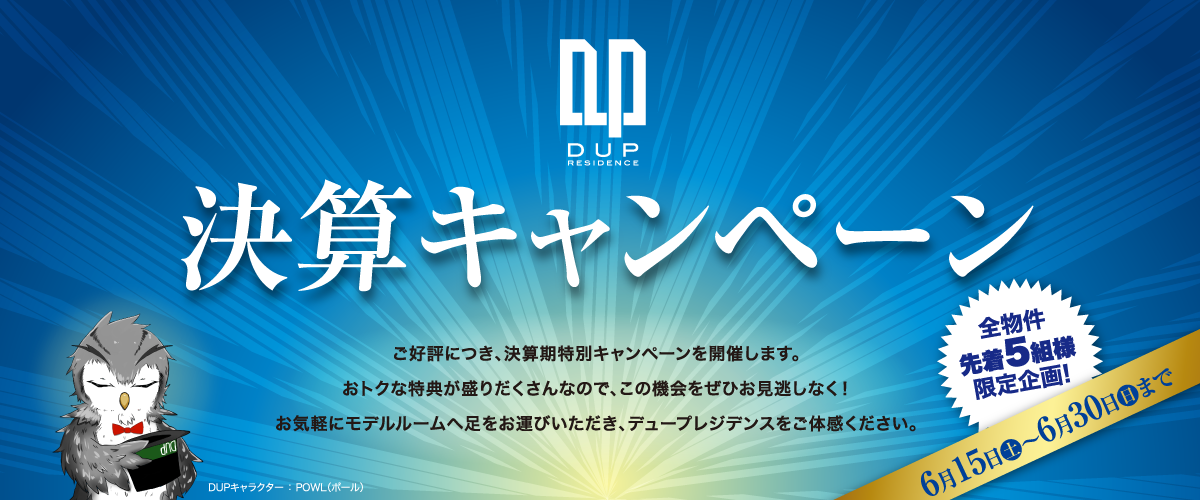 DUP
RESIDENCE
決算キャンペーン
ご好評につき、決算期特別キャンペーンを開催します。
おトクな特典が盛りだくさんなので、この機会をぜひお見逃しなく！
お気軽にモデルルームへ足をお運びいただき、デュープレジデンスをご体感ください。
全物件
先着5組様
限定企画！
6月15日土〜6月30日日まで
DUP
DUPキャラクター：POWL（ポール）